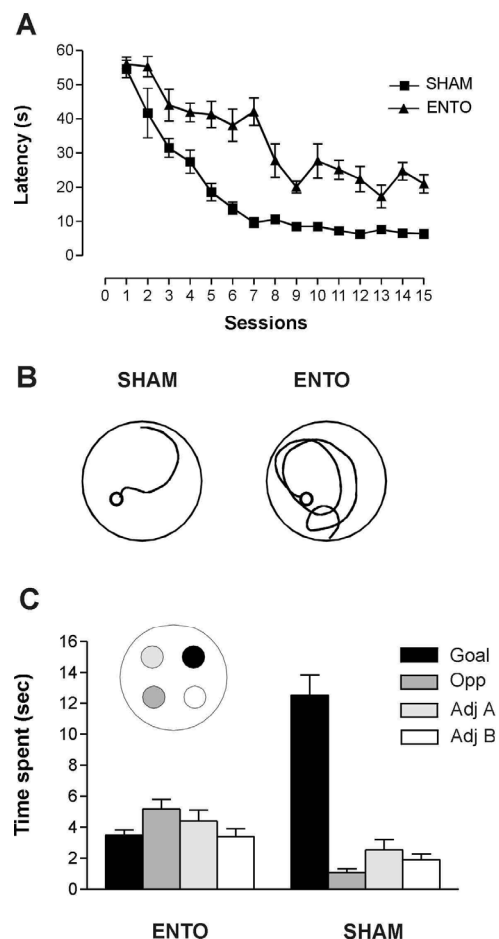 A
Latency (s)
60
50
40
30
20
10
0
SHAM
ENTO
0 1 2 3 4 5 6 7 8 9 10 11 12 13 14 15
Sessions
B
SHAM ENTO
C
Time spent (sec)
16
14
12
10
8
6
4
2
0
Goal
Opp
Adj A
Adj B
ENTO SHAM